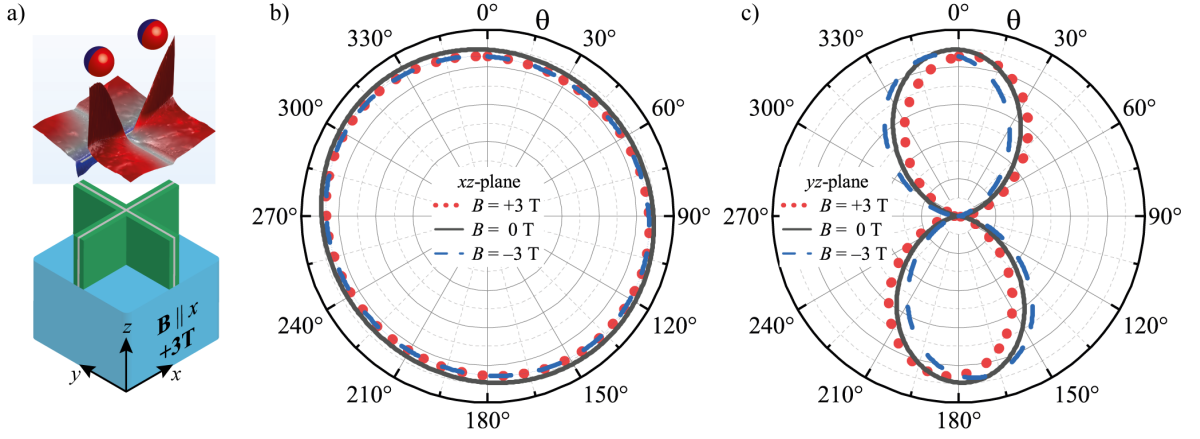 a)
z
y
x
B || x
+3T
b)
0°
θ
30°
60°
90°
120°
150°
180°
210°
240°
270°
300°
330°
xz-plane
B = +3 T
B = 0 T
B = –3 T
c)
0°
θ
30°
60°
90°
120°
150°
180°
210°
240°
270°
300°
330°
yz-plane
B = +3 T
B = 0 T
B = –3 T